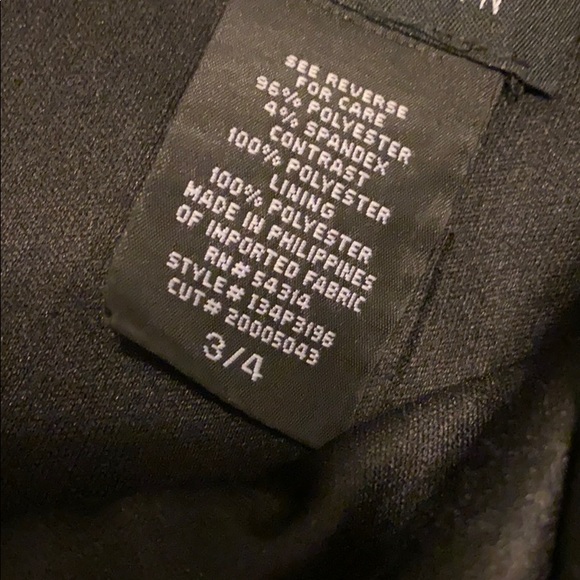 N
SEE REVERSE
FOR CARE
96% POLYESTER
4% SPANDEX
CONTRAST
100% POLYESTER
LINING
100% POLYESTER
MADE IN PHILIPPINES
OF IMPORTED FABRIC
RN# 54314
STYLE# 134P3196
CUT# 20005043
3/4